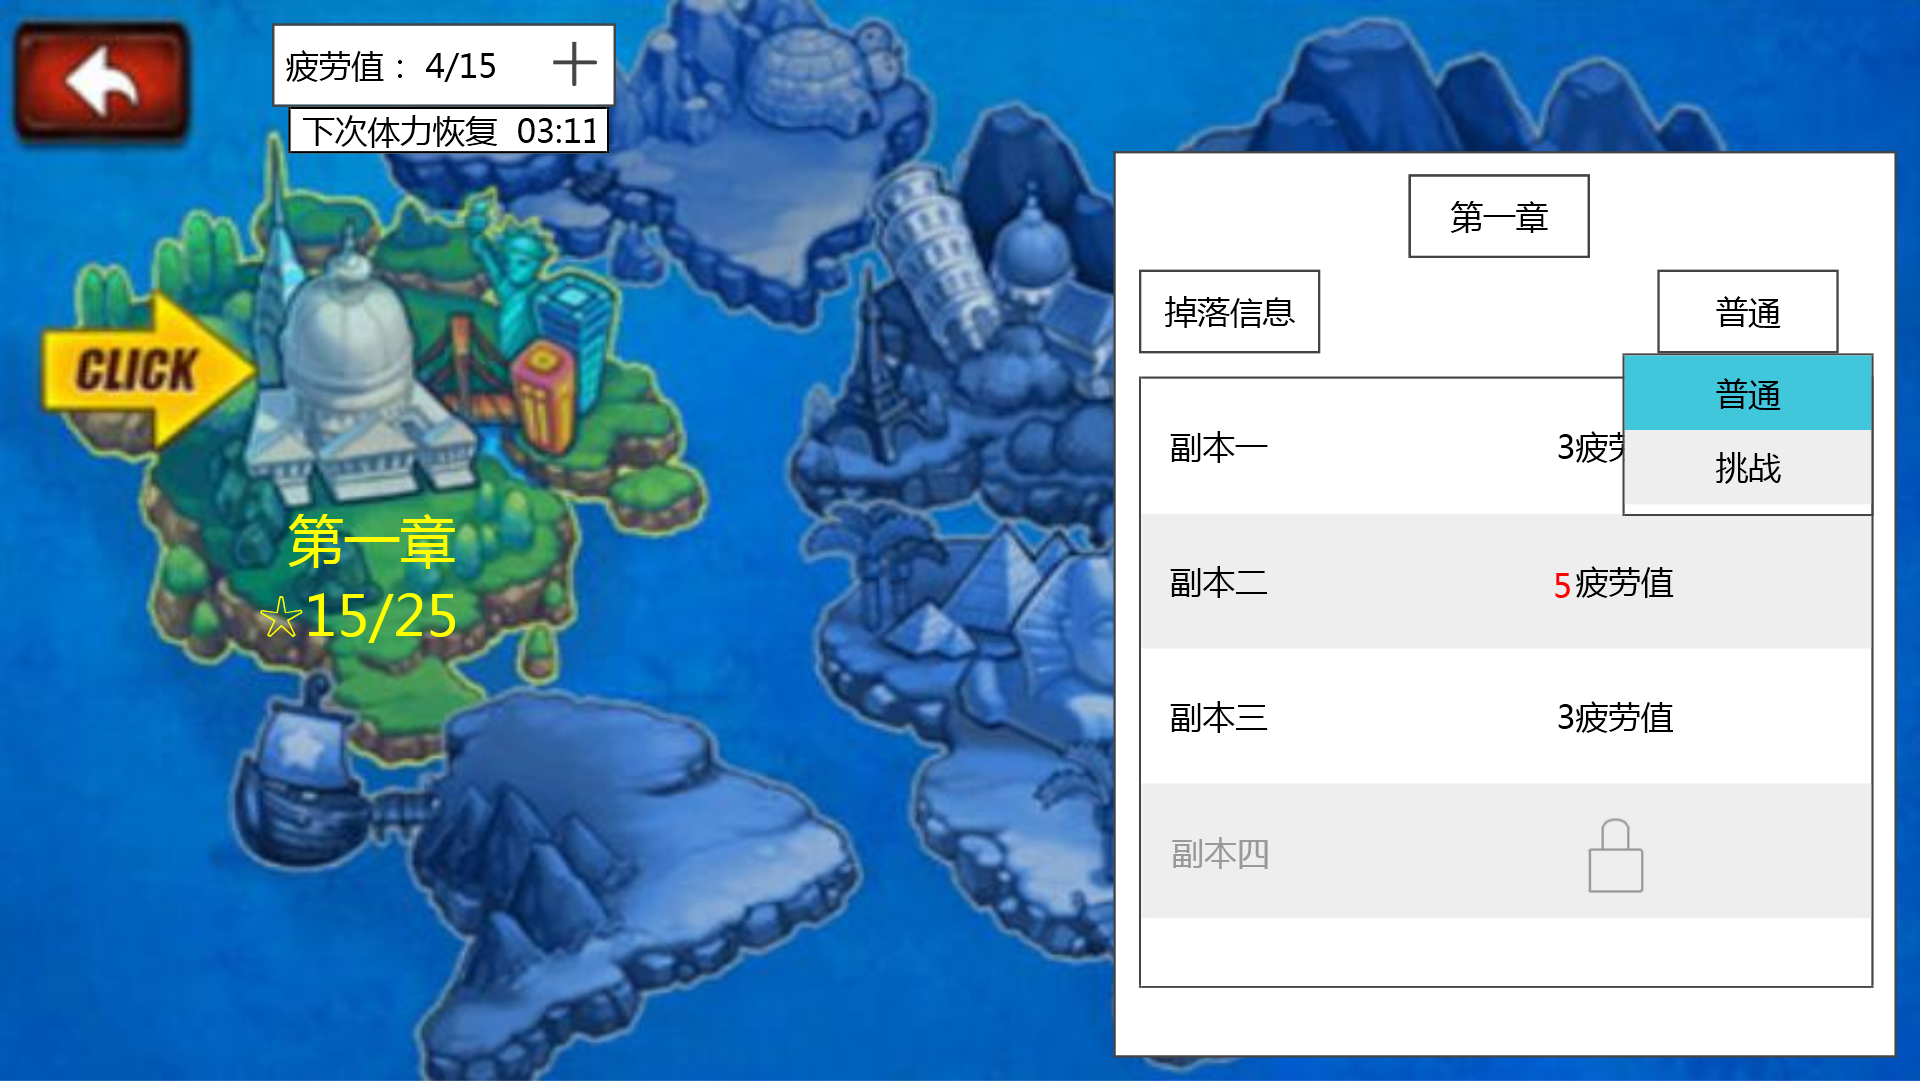 疲劳值： 4/15
下次体力恢复 03:11
CLICK
第一章
☆15/25
第一章
掉落信息
普通
普通
挑战
副本一 3疲劳
副本二 5疲劳值
副本三 3疲劳值
副本四